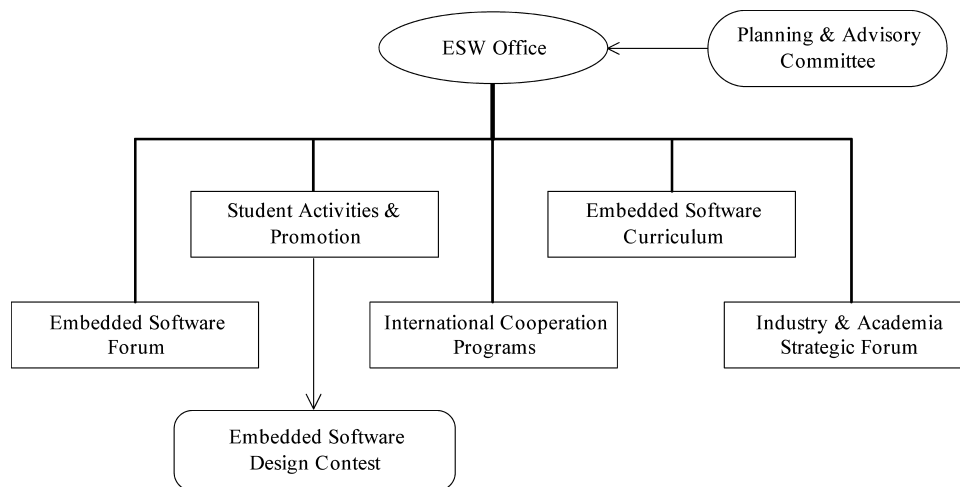 ESW Office
Planning & Advisory
Committee
Student Activities &
Promotion
Embedded Software
Curriculum
Embedded Software
Forum
International Cooperation
Programs
Industry & Academia
Strategic Forum
Embedded Software
Design Contest